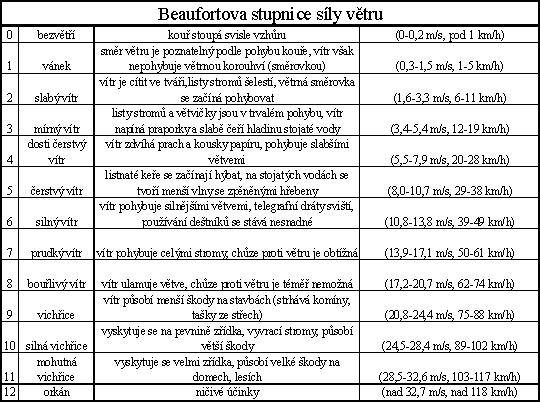 Beaufortova stupnice síly větru
0 bezvětří kouř stoupá svisle vzhůru (0-0,2 m/s, pod 1 km/h)
směr větru je poznatelný podle pohybu kouře, vítr však
1 vánek nepohybuje větrnou korouhví (směrovkou) (0,3-1,5 m/s, 1-5 km/h)
vítr je cítit ve tváři,listy stromů šelestí, větrná směrovka
2 slabý vítr se začíná pohybovat (1,6-3,3 m/s, 6-11 km/h)
listy stromů a větvičky jsou v trvalém pohybu, vítr
3 mírný vítr napíná praporky a slabě čeří hladinu stojaté vody (3,4-5,4 m/s, 12-19 km/h)
dosti čerstvý vítr zdvíhá prach a kousky papíru, pohybuje slabšími
4 vítr větvemi (5,5-7,9 m/s, 20-28 km/h)
listnaté keře se začínají hýbat, na stojatých vodách se
5 čerstvý vítr tvoří menší vlny se zpěněnými hřebeny (8,0-10,7 m/s, 29-38 km/h)
vítr pohybuje silnějšími větvemi, telegrafní dráty sviští,
6 silný vítr používání deštníků se stává nesnadné (10,8-13,8 m/s, 39-49 km/h)
7 prudký vítr vítr pohybuje celými stromy, chůze proti větru je obtížná (13,9-17,1 m/s, 50-61 km/h)
8 bouřlivý vítr vítr ulamuje větve, chůze proti větru je téměř nemožná (17,2-20,7 m/s, 62-74 km/h)
vítr působí menší škody na stavbách (strhává komíny,
9 vichřice tašky ze střech) (20,8-24,4 m/s, 75-88 km/h)
vyskytuje se na pevnině zřídka, vyvrací stromy, působí
10 silná vichřice větší škody (24,5-28,4 m/s, 89-102 km/h)
mohutná vyskytuje se velmi zřídka, působí velké škody na
11 vichřice domech, lesích (28,5-32,6 m/s, 103-117 km/h)
12 orkán ničivé účinky (nad 32,7 m/s, nad 118 km/h)